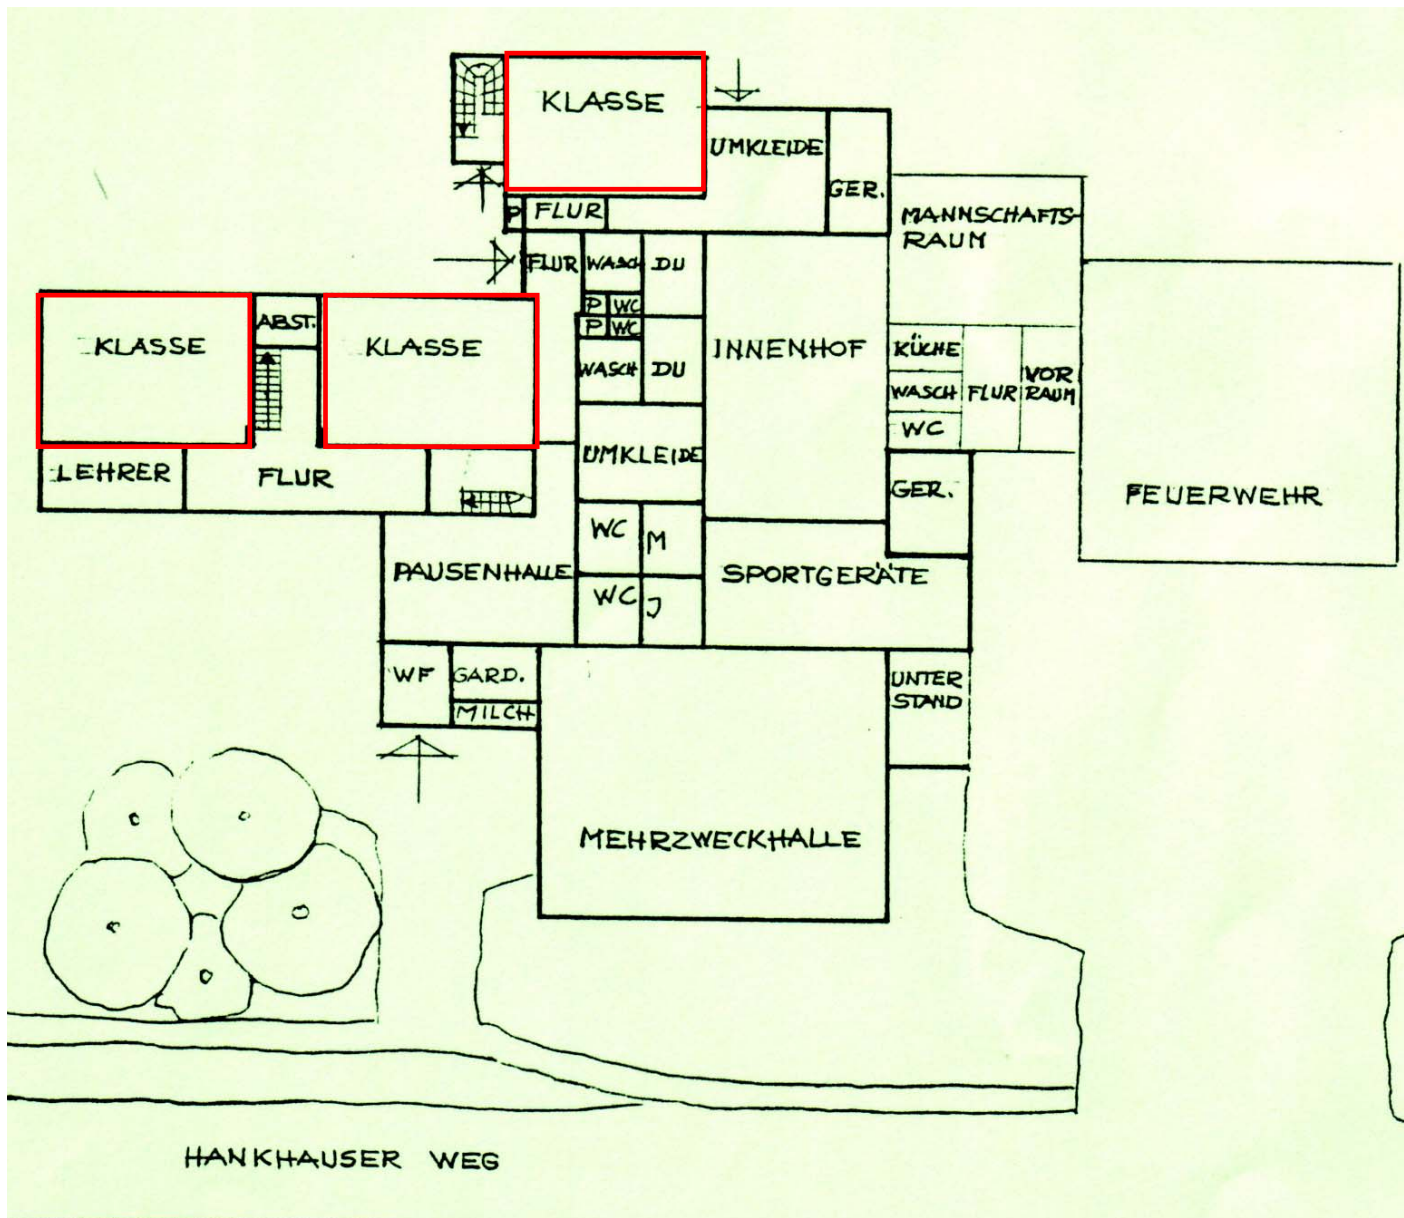 KLASSE
UMKLEIDE
GER.
P
FLUR
MANNSCHAFTS-
RAUM
FLUR
WASCH
DU
P
WC
P
WC
ABST.
KLASSE
KLASSE
WASCH
DU
INNENHOF
KÜCHE
WASCH
WC
FLUR
VOR
RAUM
LEHRER
FLUR
UMKLEIDE
GER.
FEUERWEHR
WC
M
PAUSENHALLE
WC
J
SPORTGERÄTE
WF
GARD.
MILCH
UNTER
STAND
MEHRZWECKHALLE
HANKHAUSER WEG